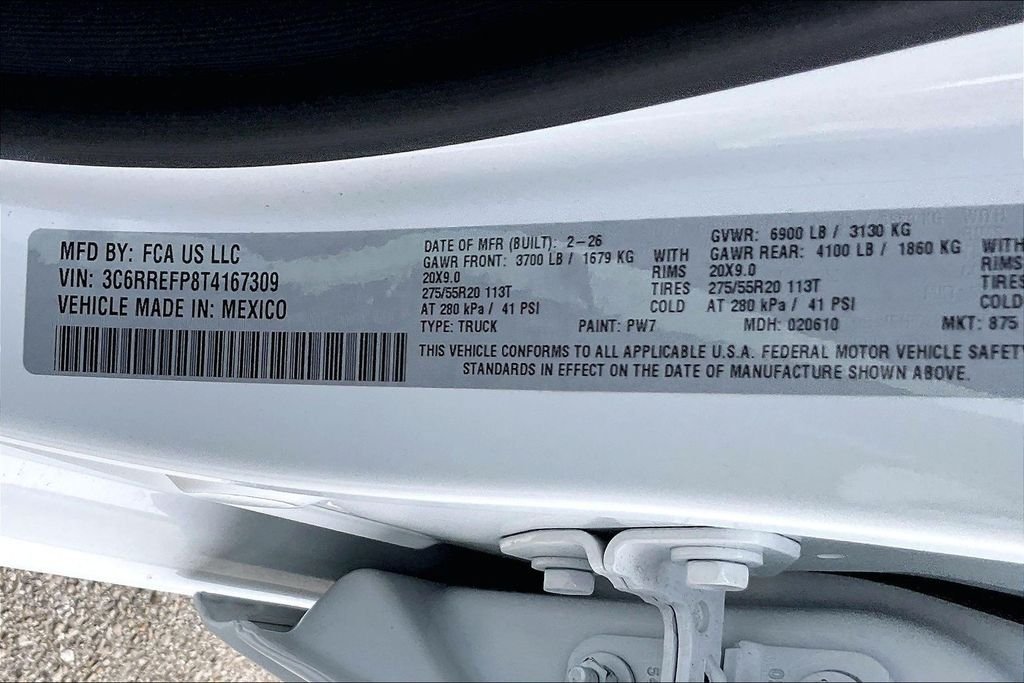 MFD BY: FCA US LLC
VIN: 3C6RREFP8T4167309
VEHICLE MADE IN: MEXICO
DATE OF MFR (BUILT): 2-26
GAWR FRONT: 3700 LB / 1679 KG WITH
20X9.0 RIMS
275/55R20 113T TIRES
AT 280 kPa / 41 PSI COLD
GVWR: 6900 LB / 3130 KG
GAWR REAR: 4100 LB / 1860 KG WITH
20X9.0 RIMS
275/55R20 113T TIRES
AT 280 kPa / 41 PSI COLD
TYPE: TRUCK PAINT: PW7 MDH: 020610 MKT: 875
THIS VEHICLE CONFORMS TO ALL APPLICABLE U.S.A. FEDERAL MOTOR VEHICLE SAFETY
STANDARDS IN EFFECT ON THE DATE OF MANUFACTURE SHOWN ABOVE.